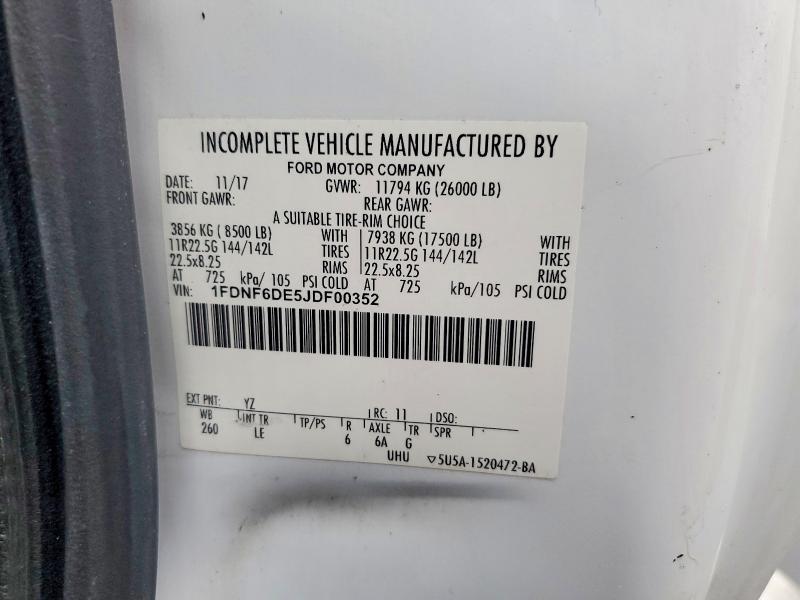 INCOMPLETE VEHICLE MANUFACTURED BY
FORD MOTOR COMPANY
DATE: 11/17 GVWR: 11794 KG (26000 LB)
FRONT GAWR: REAR GAWR:
A SUITABLE TIRE-RIM CHOICE
3856 KG ( 8500 LB) WITH 7938 KG (17500 LB) WITH
11R22.5G 144/142L TIRES 11R22.5G 144/142L TIRES
22.5x8.25 RIMS 22.5x8.25 RIMS
AT 725 kPa/ 105 PSI COLD AT 725 kPa/105 PSI COLD
VIN: 1FDNF6DE5JDF00352
EXT PNT: YZ RC: 11 DSO:
WB INT TR TP/PS R AXLE TR SPR
260 LE 6 6A G
UHU ▽5U5A-1520472-BA